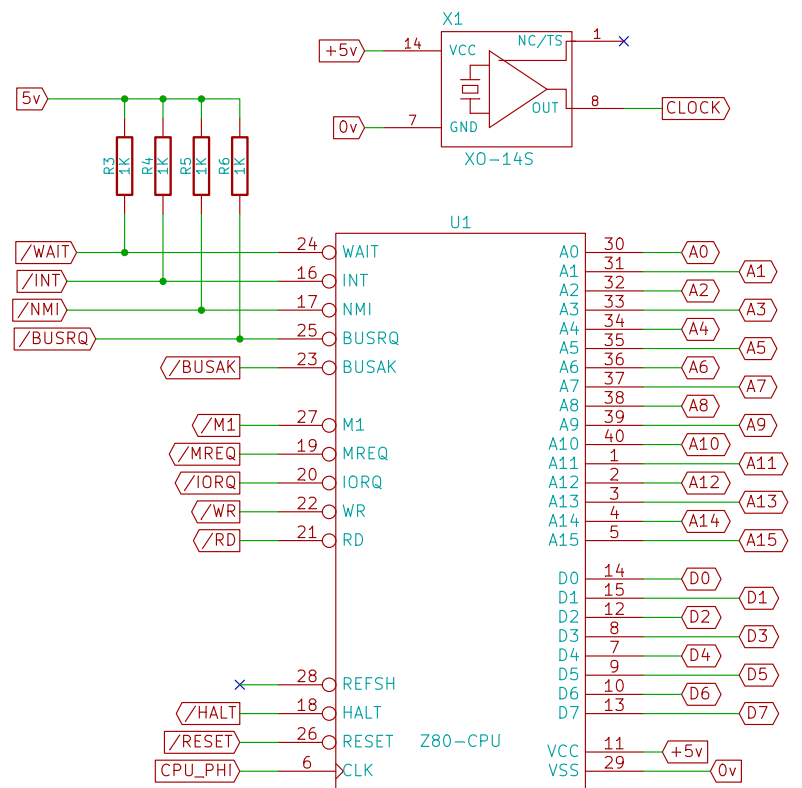 X1
+5v 14 VCC NC/TS 1
5v
OUT 8 CLOCK
0v 7 GND
XO-14S
R3 1K R4 1K R5 1K R6 1K
U1
/WAIT 24 WAIT A0 30 A0
A1 31 A1
/INT 16 INT A2 32 A2
/NMI 17 NMI A3 33 A3
A4 34 A4
/BUSRQ 25 BUSRQ A5 35 A5
/BUSAK 23 BUSAK A6 36 A6
A7 37 A7
A8 38 A8
/M1 27 M1 A9 39 A9
A10 40 A10
/MREQ 19 MREQ A11 1 A11
/IORQ 20 IORQ A12 2 A12
A13 3 A13
/WR 22 WR A14 4 A14
/RD 21 RD A15 5 A15
D0 14 D0
D1 15 D1
D2 12 D2
D3 8 D3
D4 7 D4
D5 9 D5
28 REFSH D6 10 D6
/HALT 18 HALT D7 13 D7
/RESET 26 RESET Z80-CPU VCC 11 +5v
CPU_PHI 6 CLK VSS 29 0v